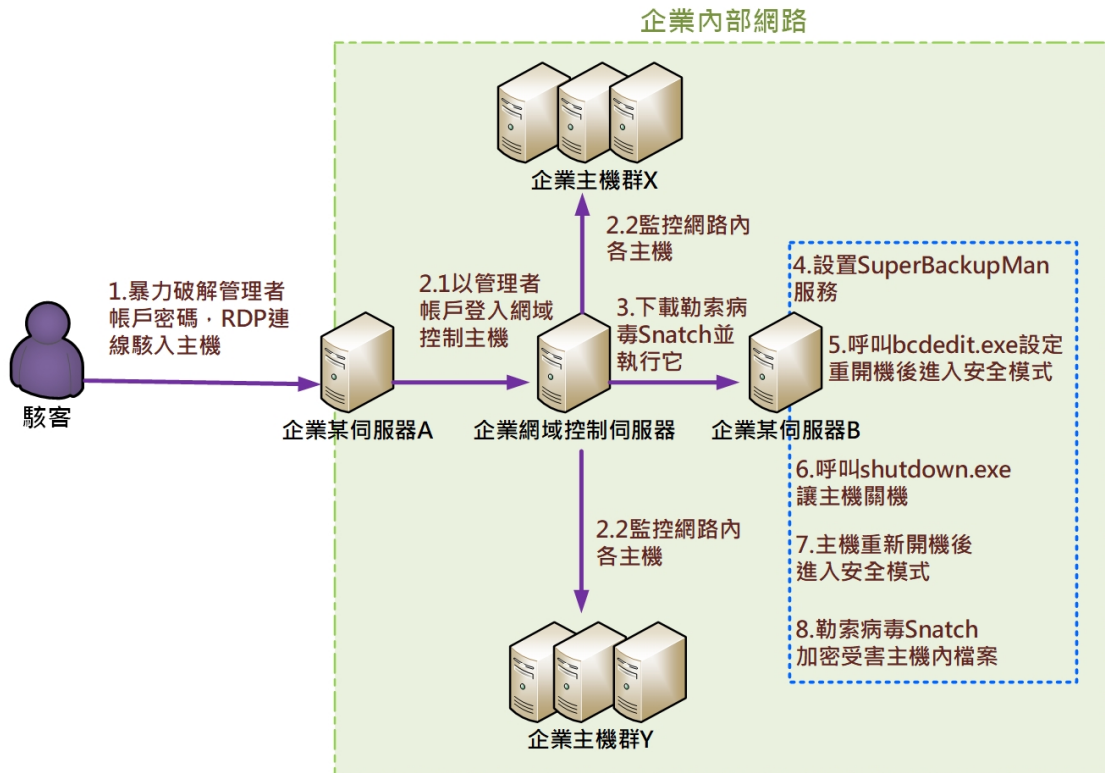 企業內部網路
企業主機群X
2.2監控網路內
各主機
1.暴力破解管理者
帳戶密碼，RDP連
線駭入主機
駭客
企業某伺服器A
2.1以管理者
帳戶登入網域
控制主機
企業網域控制伺服器
3.下載勒索病
毒Snatch並
執行它
企業某伺服器B
4.設置SuperBackupMan
服務
5.呼叫bcdedit.exe設定
重開機後進入安全模式
6.呼叫shutdown.exe
讓主機關機
7.主機重新開機後
進入安全模式
8.勒索病毒Snatch
加密受害主機內檔案
2.2監控網路內
各主機
企業主機群Y